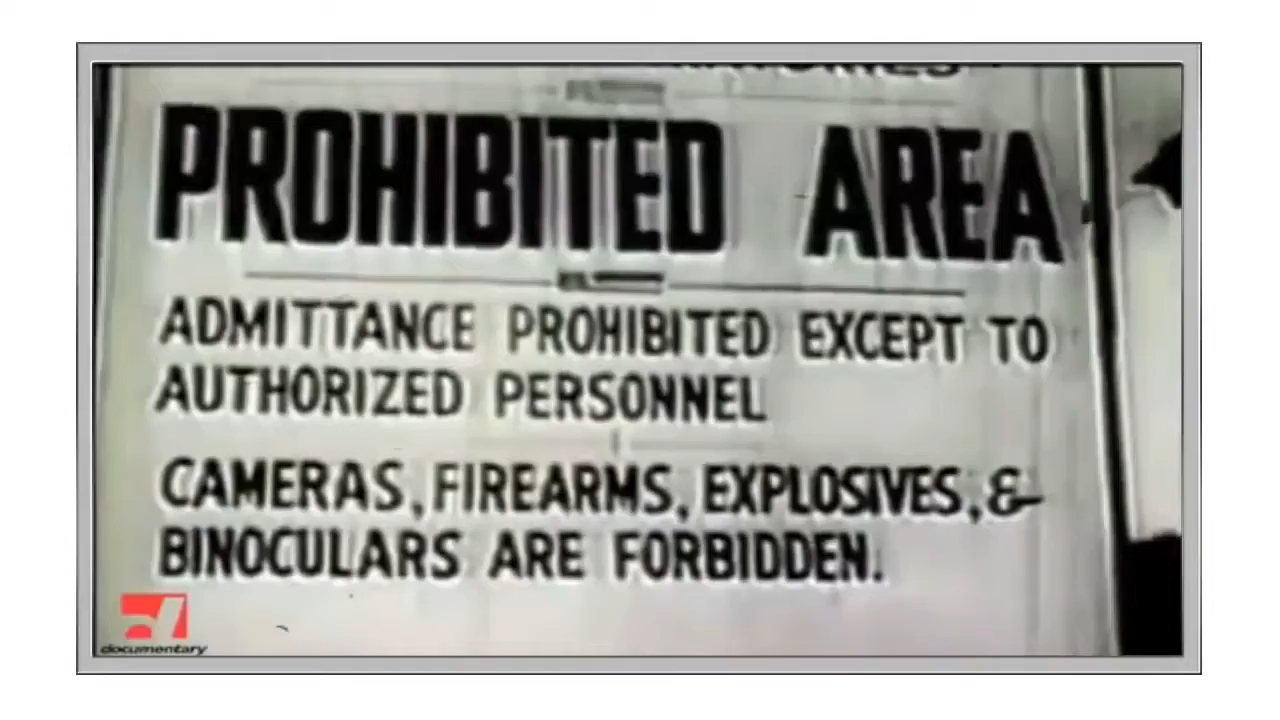 PROHIBITED AREA
ADMITTANCE PROHIBITED EXCEPT TO
AUTHORIZED PERSONNEL
CAMERAS, FIREARMS, EXPLOSIVES, &
BINOCULARS ARE FORBIDDEN.
documentary